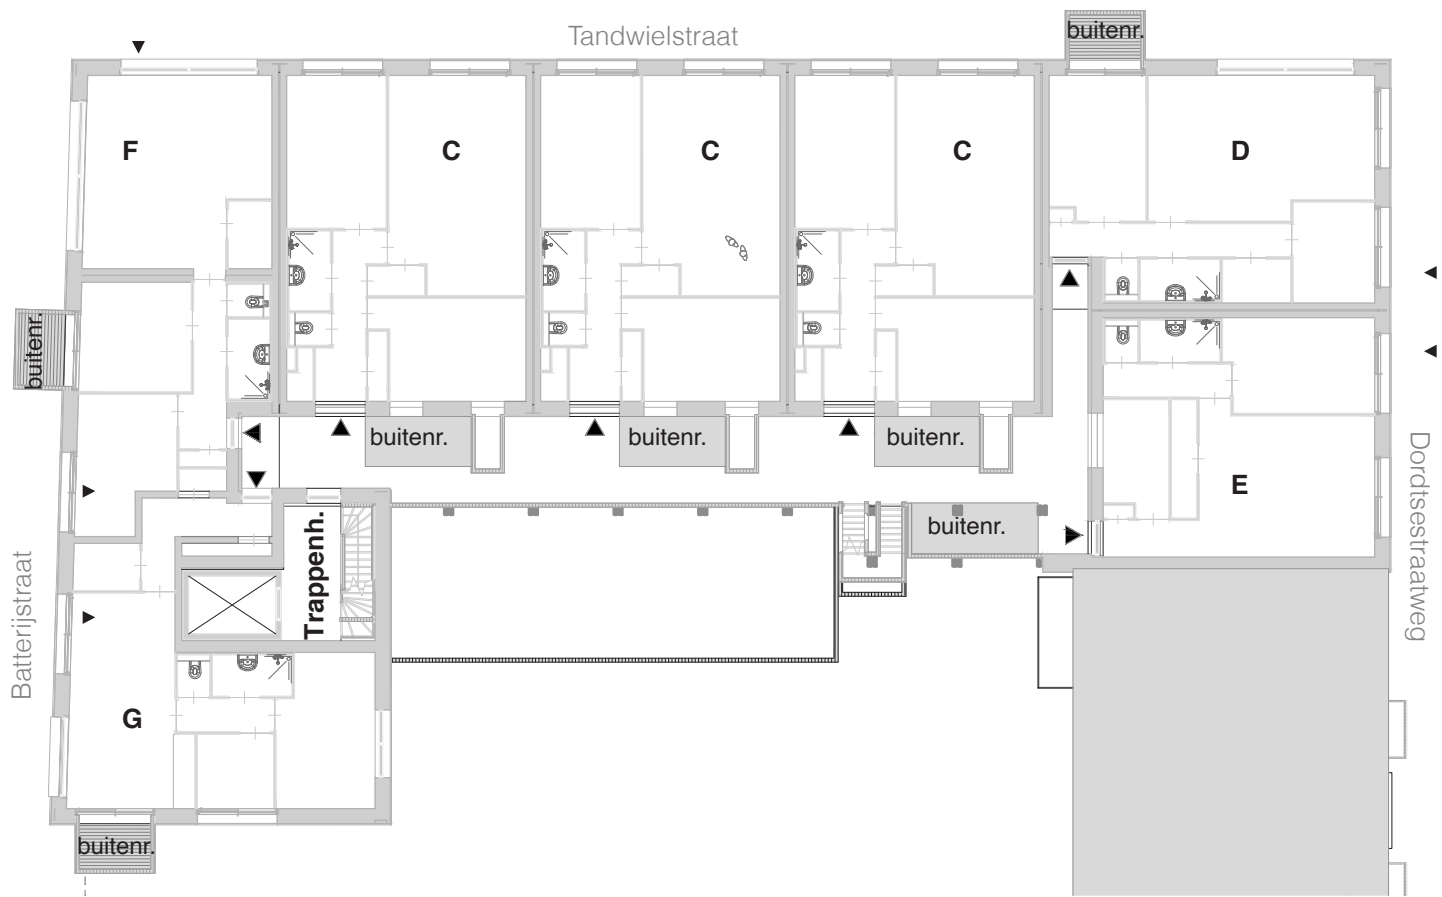 Tandwielstraat
buitenr.
F
C
C
C
D
buitenr.
buitenr.
buitenr.
buitenr.
Dordtsestraatweg
E
buitenr.
Trappenh.
Batterijstraat
G
buitenr.